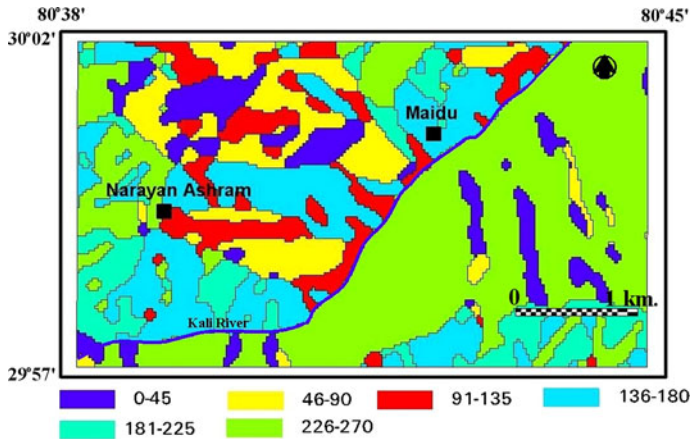 80°38' 80°45'
30°02'
Maidu
Narayan Ashram
0 1 km.
Kali River
29°57'
0-45 46-90 91-135 136-180
181-225 226-270